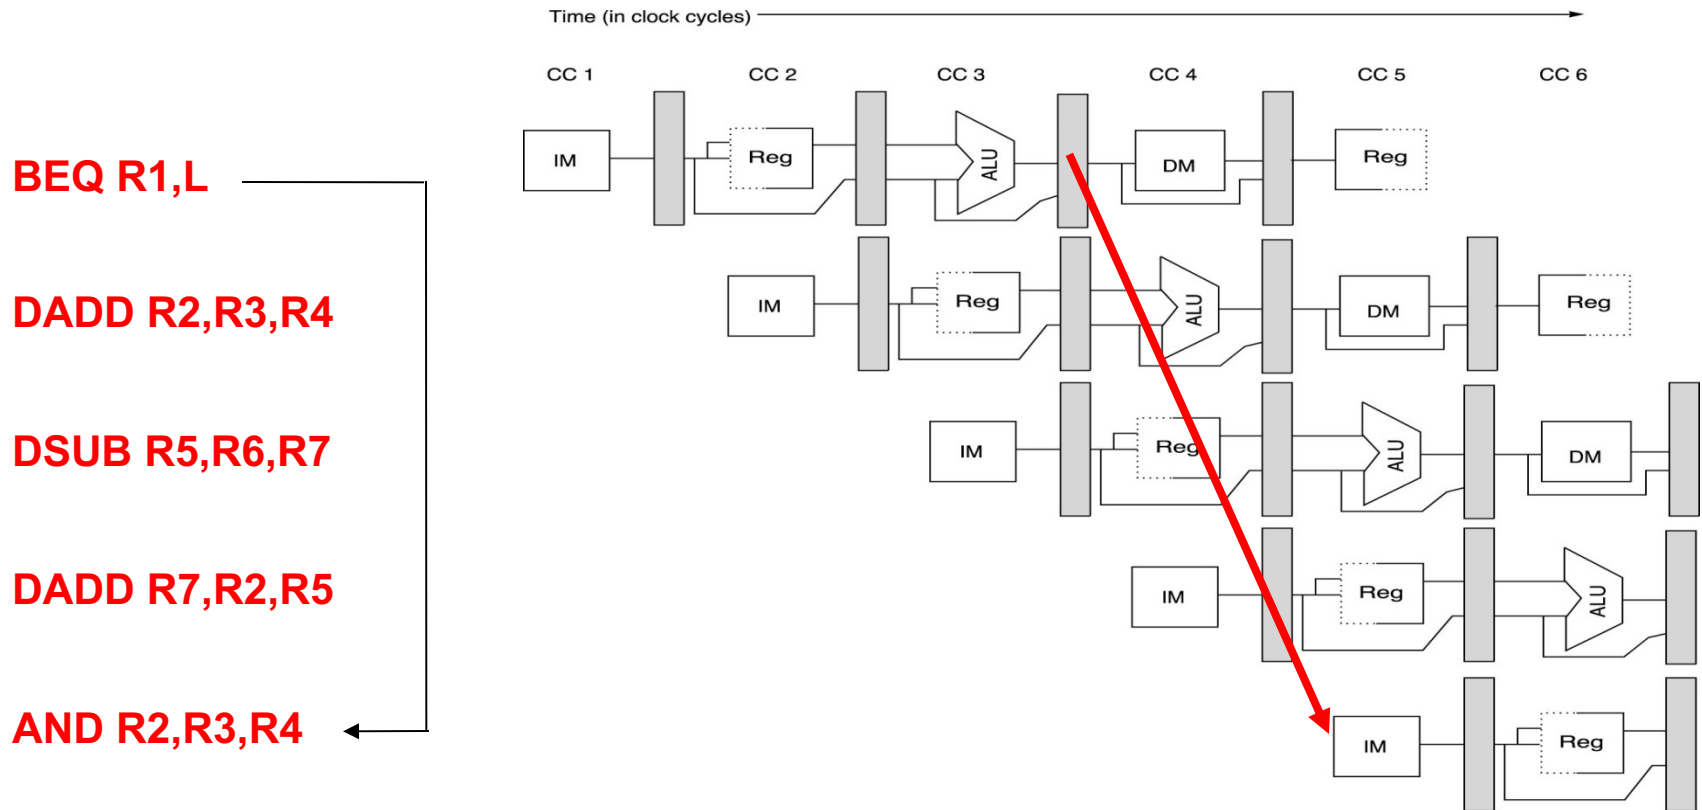 Time (in clock cycles)
CC 1 CC 2 CC 3 CC 4 CC 5 CC 6
BEQ R1,L IM Reg ALU DM Reg
DADD R2,R3,R4 IM Reg ALU DM Reg
DSUB R5,R6,R7 IM Reg ALU DM
DADD R7,R2,R5 IM Reg ALU
AND R2,R3,R4 IM Reg